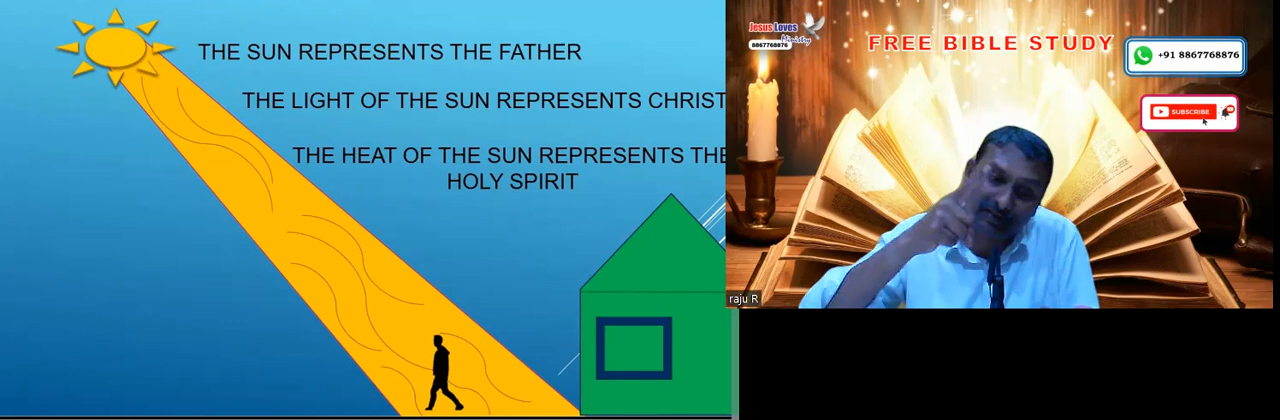 THE SUN REPRESENTS THE FATHER
THE LIGHT OF THE SUN REPRESENTS CHRIST
THE HEAT OF THE SUN REPRESENTS THE
HOLY SPIRIT
Jesus Loves
Ministry
8867768876
FREE BIBLE STUDY
+91 8867768876
SUBSCRIBE
raju R